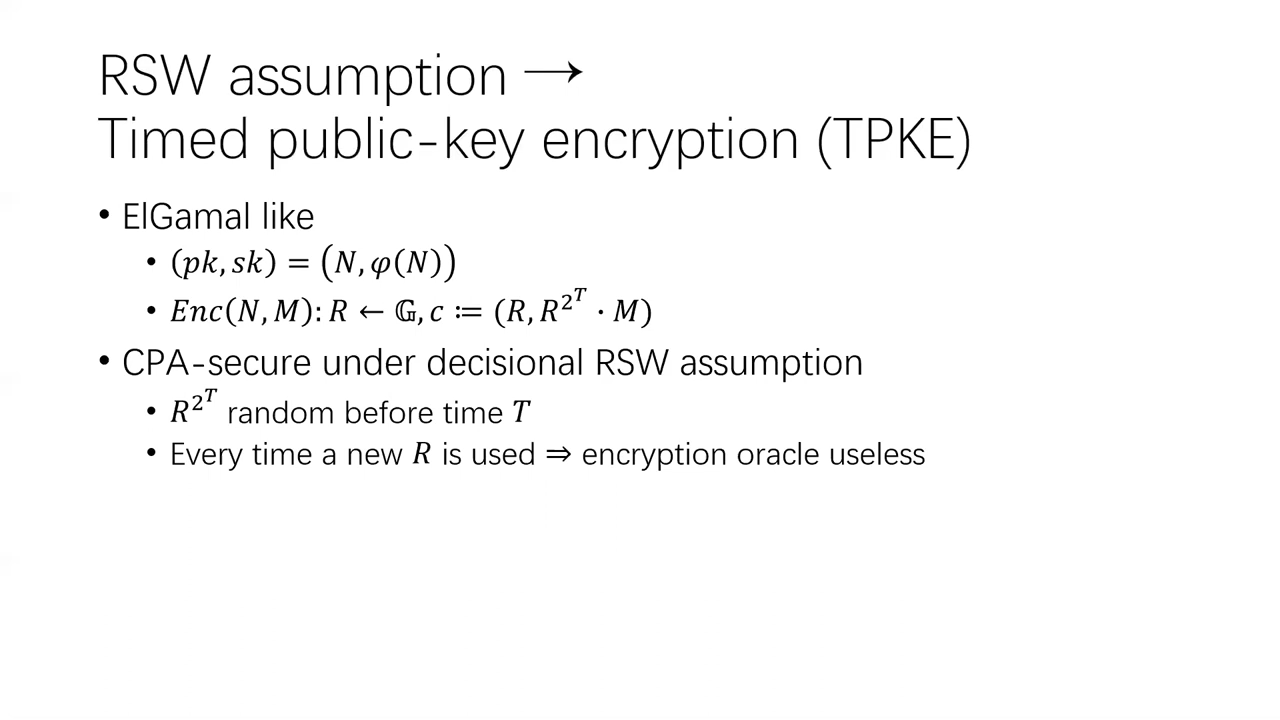 RSW assumption →
Timed public-key encryption (TPKE)
• ElGamal like
• (pk, sk) = (N, φ(N))
• Enc(N, M): R ← 𝔾, c ≔ (R, R^{2^T} · M)
• CPA-secure under decisional RSW assumption
• R^{2^T} random before time T
• Every time a new R is used ⇒ encryption oracle useless